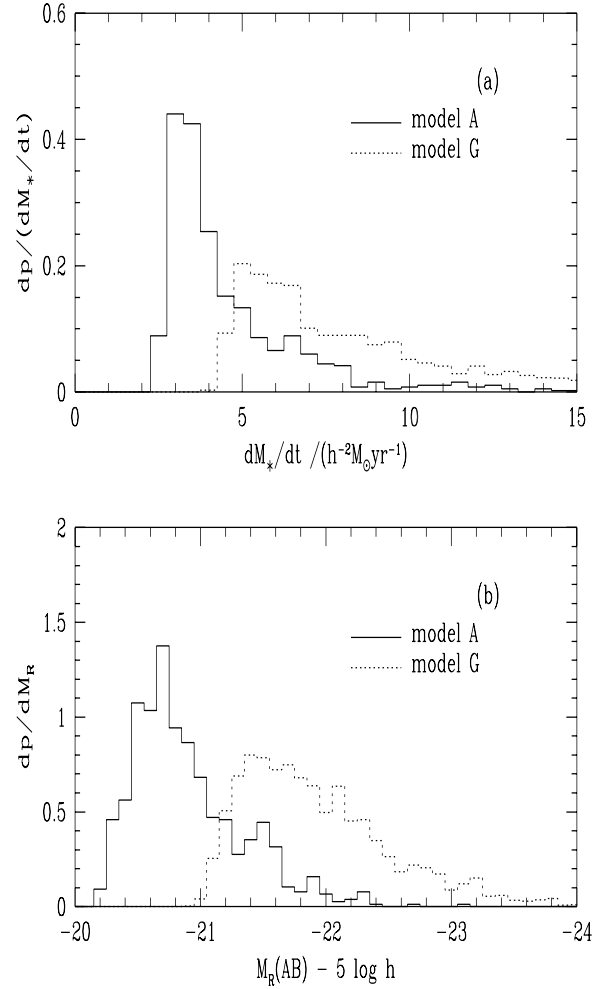 0.6
(a)
model A
model G
0.4
0.2
0
dp/(dM*/dt)
0 5 10 15
dM*/dt /(h⁻²M⊙yr⁻¹)
2
(b)
model A
model G
1.5
1
0.5
0
dp/dM_R
-20 -21 -22 -23 -24
M_R(AB) - 5 log h